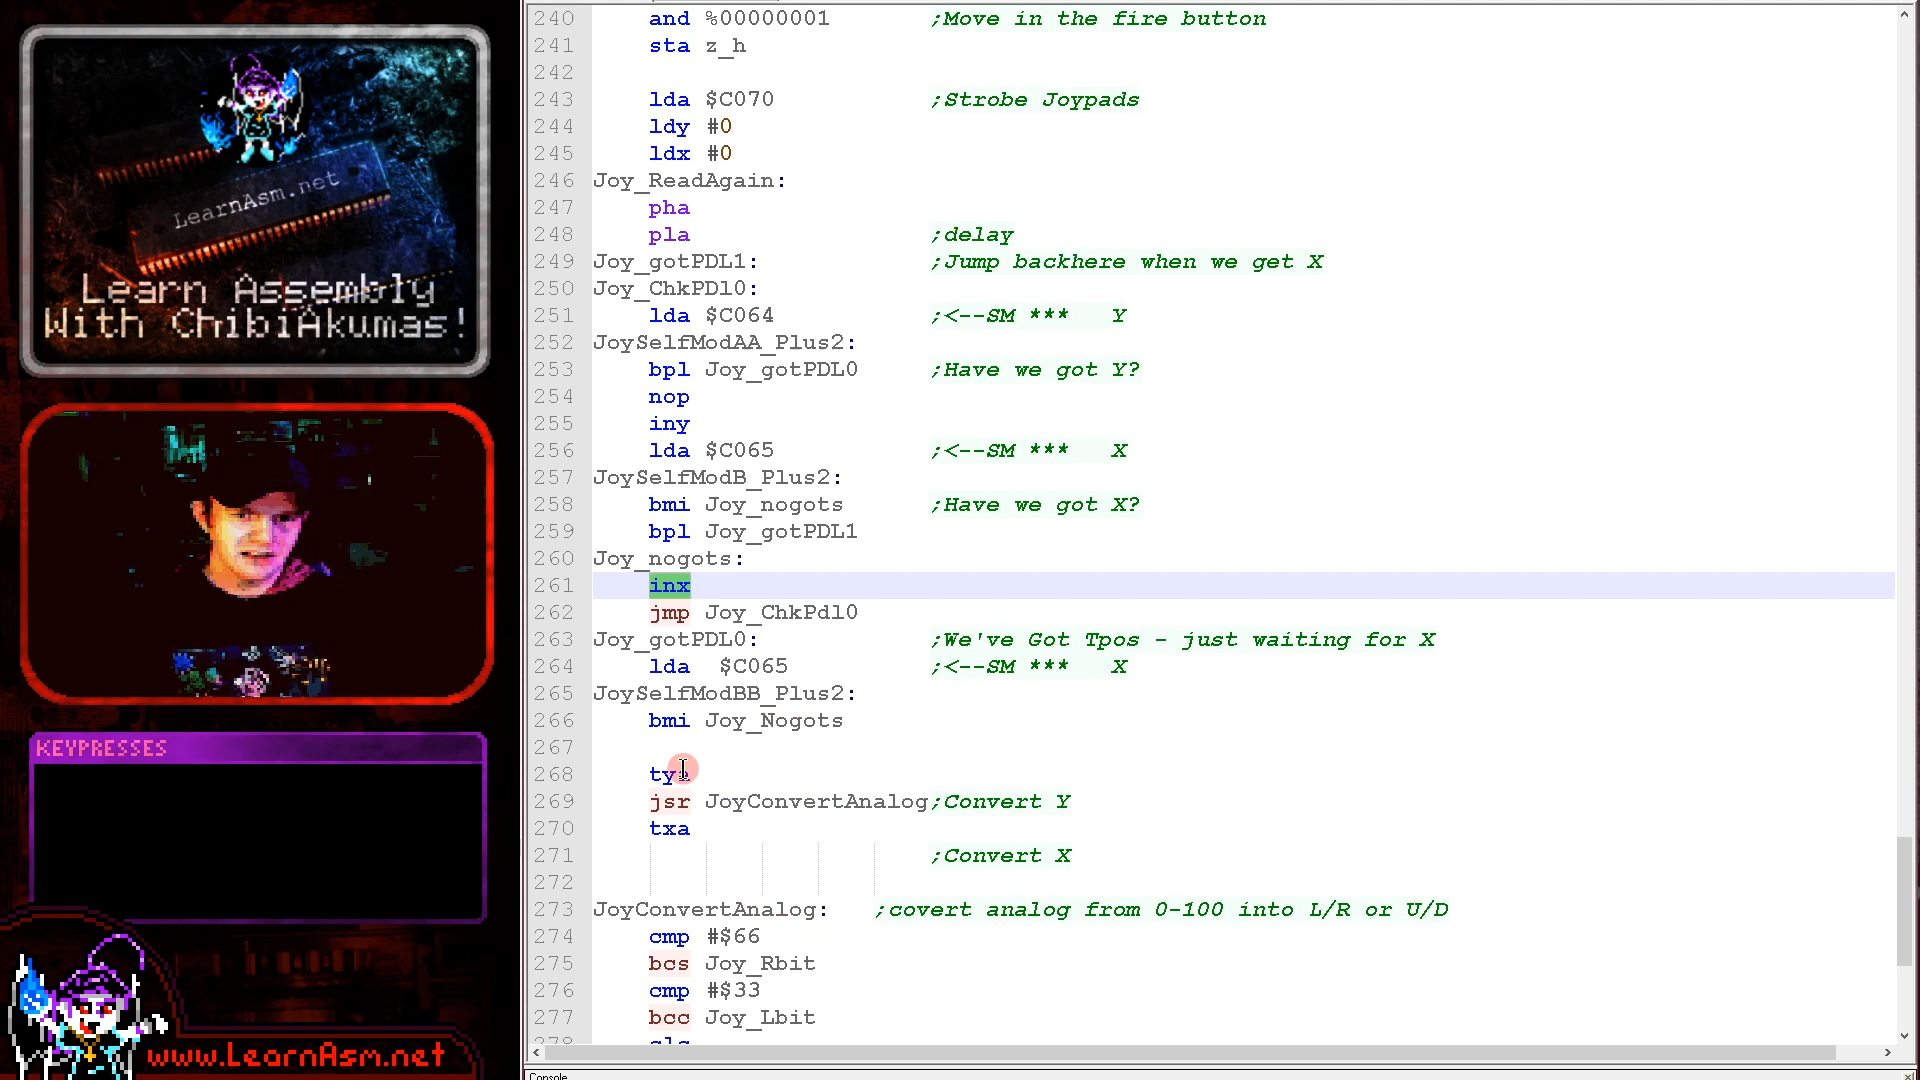 LearnAsm.net
Learn Assembly
With ChibiAkumas!
KEYPRESSES
www.LearnAsm.net
240 and %00000001 ;Move in the fire button
241 sta z_h
242
243 lda $C070 ;Strobe Joypads
244 ldy #0
245 ldx #0
246 Joy_ReadAgain:
247 pha
248 pla ;delay
249 Joy_gotPDL1: ;Jump backhere when we get X
250 Joy_ChkPDl0:
251 lda $C064 ;<--SM *** Y
252 JoySelfModAA_Plus2:
253 bpl Joy_gotPDL0 ;Have we got Y?
254 nop
255 iny
256 lda $C065 ;<--SM *** X
257 JoySelfModB_Plus2:
258 bmi Joy_nogots ;Have we got X?
259 bpl Joy_gotPDL1
260 Joy_nogots:
261 inx
262 jmp Joy_ChkPdl0
263 Joy_gotPDL0: ;We've Got Tpos - just waiting for X
264 lda $C065 ;<--SM *** X
265 JoySelfModBB_Plus2:
266 bmi Joy_Nogots
267
268 tya
269 jsr JoyConvertAnalog;Convert Y
270 txa
271 ;Convert X
272
273 JoyConvertAnalog: ;covert analog from 0-100 into L/R or U/D
274 cmp #$66
275 bcs Joy_Rbit
276 cmp #$33
277 bcc Joy_Lbit
278 clc
Console